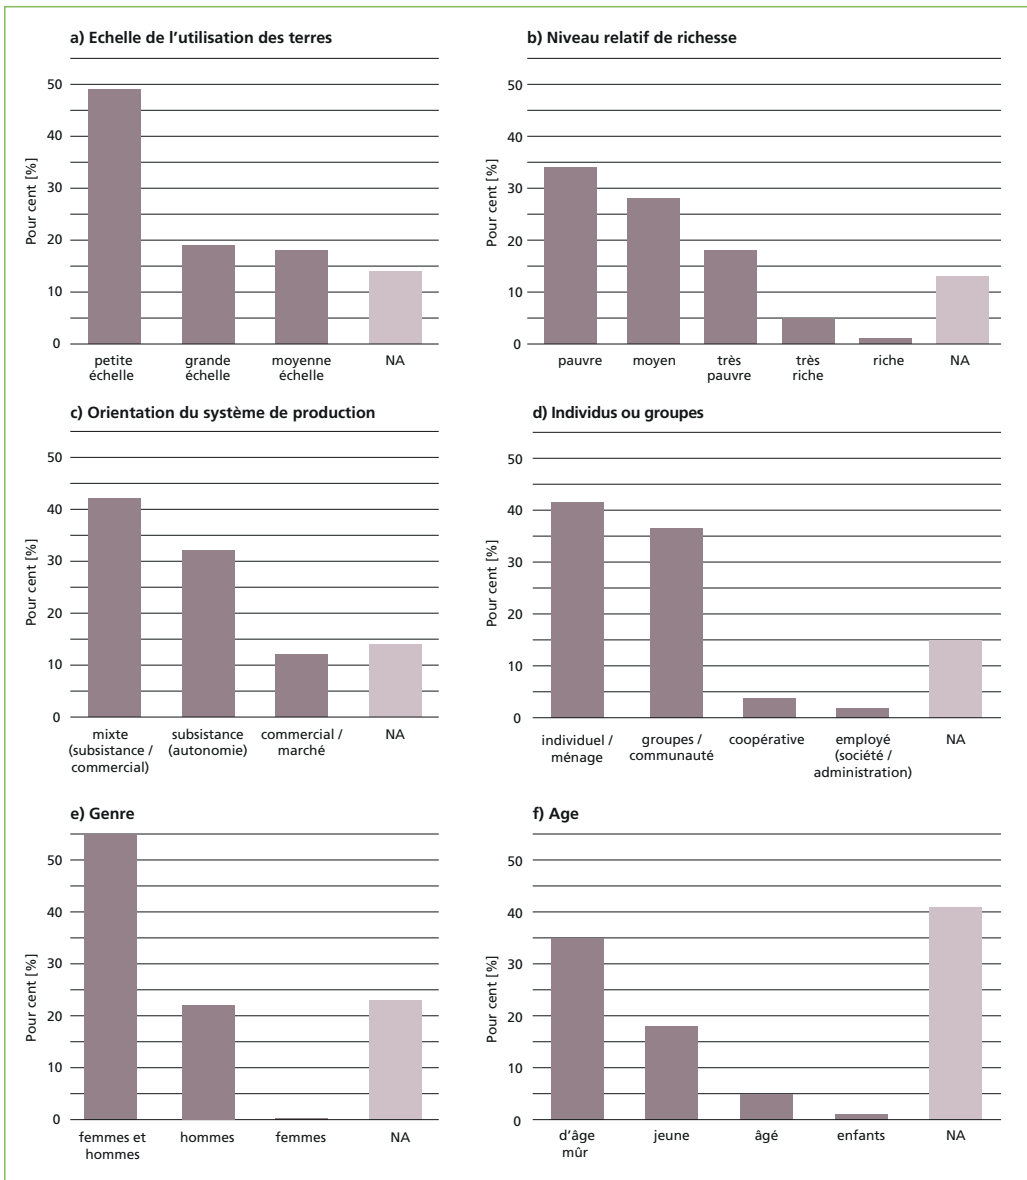 a) Echelle de l'utilisation des terres
Pour cent [%]
50
40
30
20
10
0
petite échelle
grande échelle
moyenne échelle
NA
b) Niveau relatif de richesse
Pour cent [%]
50
40
30
20
10
0
pauvre
moyen
très pauvre
très riche
riche
NA
c) Orientation du système de production
Pour cent [%]
50
40
30
20
10
0
mixte (subsistance / commercial)
subsistance (autonomie)
commercial / marché
NA
d) Individus ou groupes
50
40
30
20
10
0
individuel / ménage
groupes / communauté
coopérative
employé (société / administration)
NA
e) Genre
Pour cent [%]
50
40
30
20
10
0
femmes et hommes
hommes
femmes
NA
f) Age
Pour cent [%]
50
40
30
20
10
0
d'âge mûr
jeune
âgé
enfants
NA